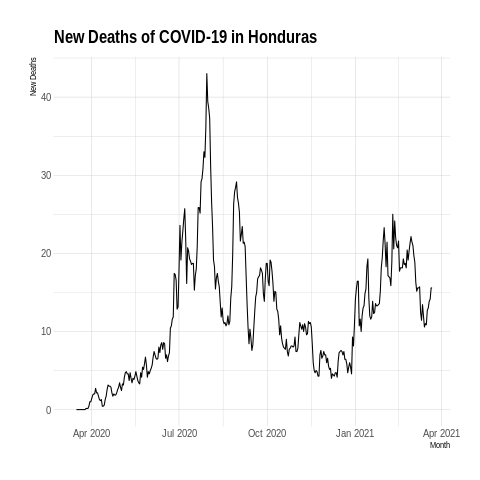 New Deaths of COVID-19 in Honduras
New Deaths
40
30
20
10
0
Apr 2020
Jul 2020
Oct 2020
Jan 2021
Apr 2021
Month